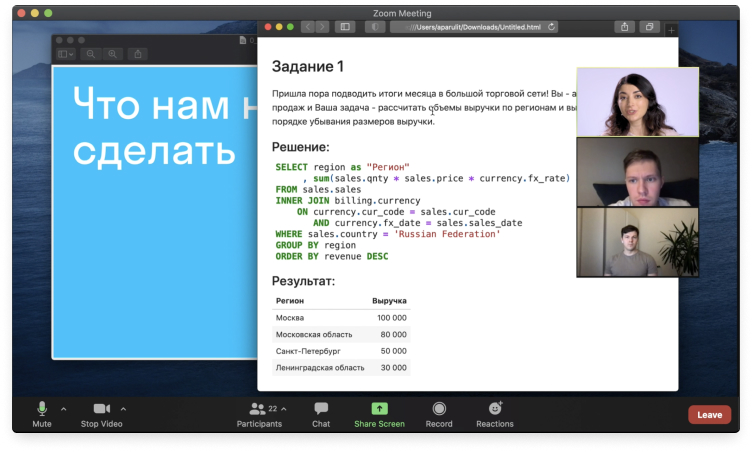 Zoom Meeting
///Users/aparulit/Downloads/Untitled.html
Что нам н
сделать
Задание 1
Пришла пора подводить итоги месяца в большой торговой сети! Вы - а
продаж и Ваша задача - рассчитать объемы выручки по регионам и вы
порядке убывания размеров выручки.
Решение:
SELECT region as "Регион"
, sum(sales.qnty * sales.price * currency.fx_rate)
FROM sales.sales
INNER JOIN billing.currency
ON currency.cur_code = sales.cur_code
AND currency.fx_date = sales.sales_date
WHERE sales.country = 'Russian Federation'
GROUP BY region
ORDER BY revenue DESC
Результат:
Регион Выручка
Москва 100 000
Московская область 80 000
Санкт-Петербург 50 000
Ленинградская область 30 000
22
Mute Stop Video Participants Chat Share Screen Record Reactions Leave